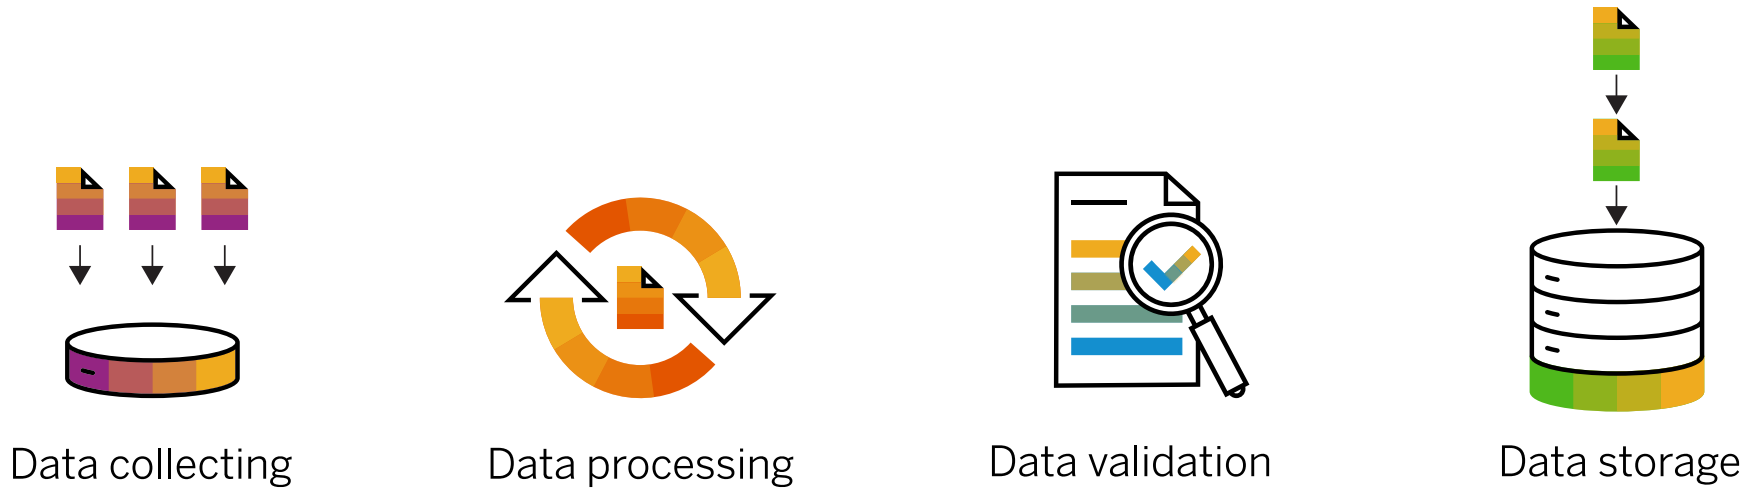 Data collecting
Data processing
Data validation
Data storage